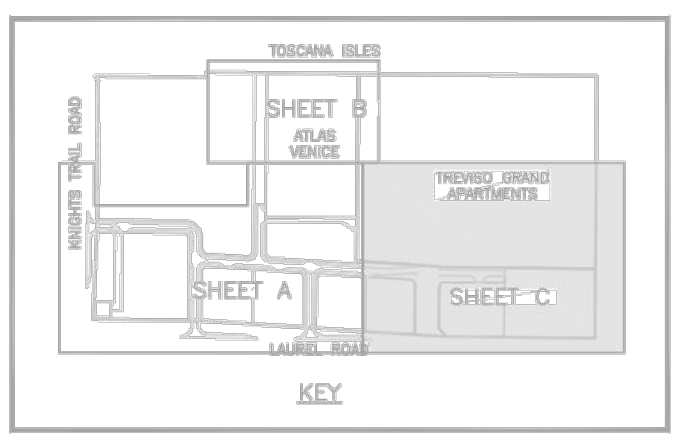 TOSCANA ISLES
KNIGHTS TRAIL ROAD
SHEET B
ATLAS
VENICE
TREVISO GRAND
APARTMENTS
SHEET A
SHEET C
LAUREL ROAD
KEY